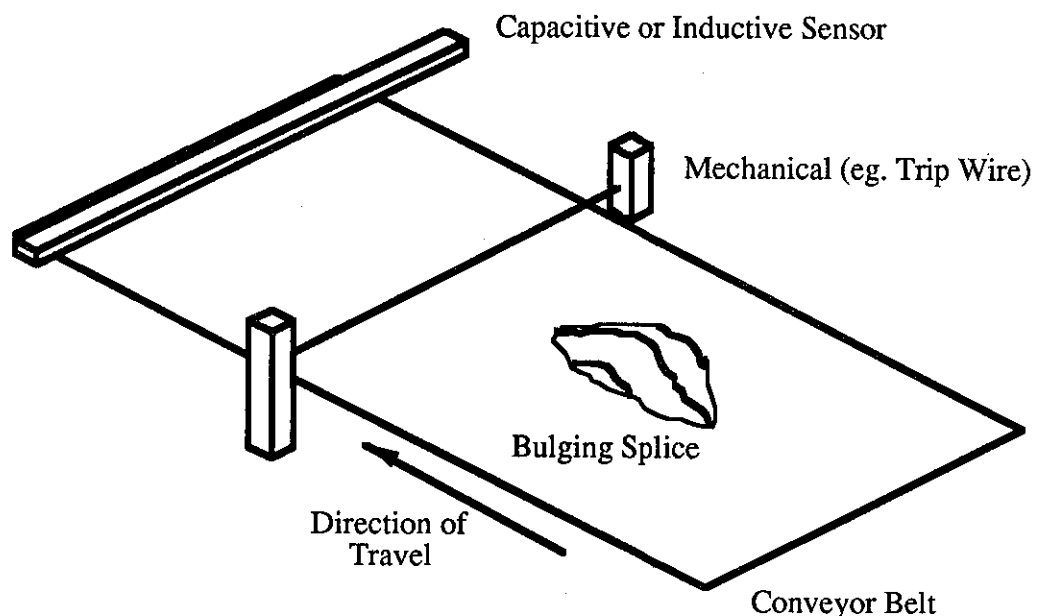 Capacitive or Inductive Sensor
Mechanical (eg. Trip Wire)
Bulging Splice
Direction of
Travel
Conveyor Belt